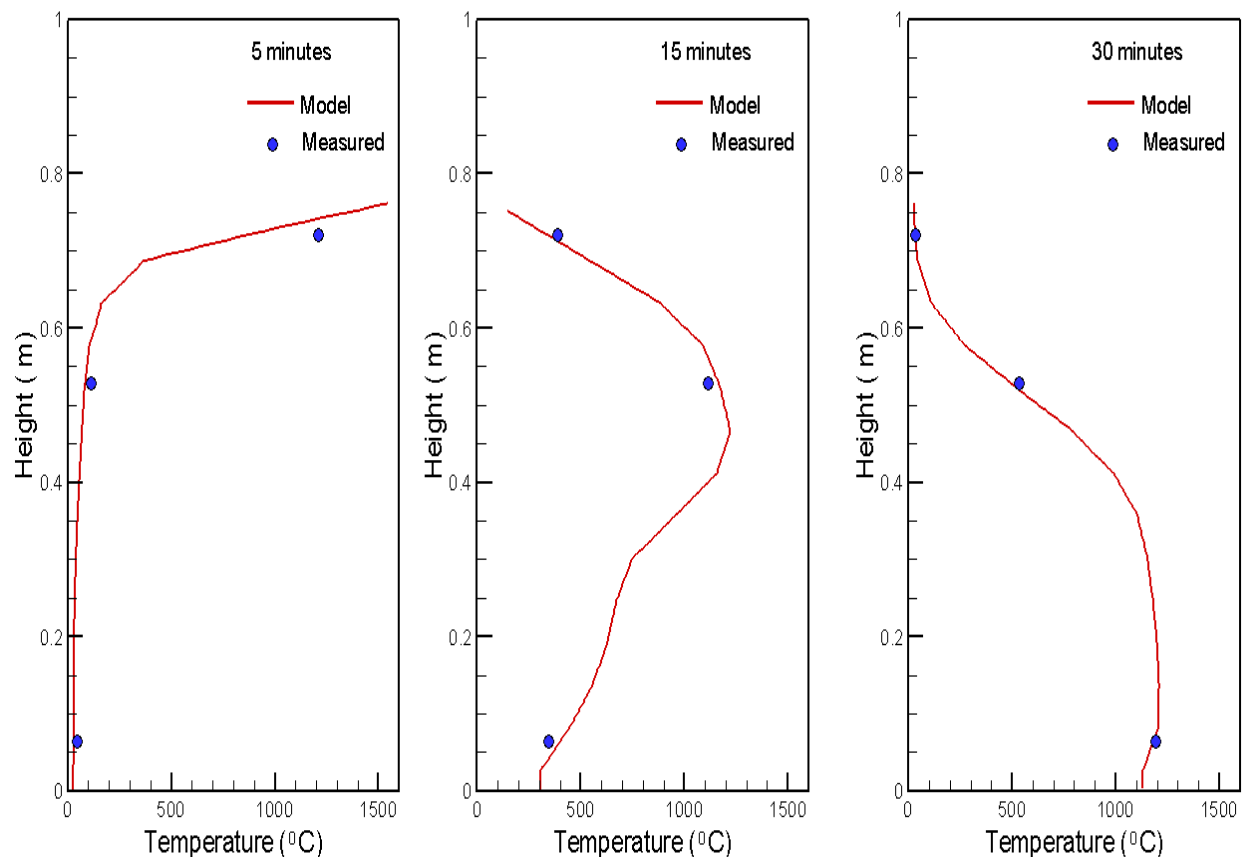 5 minutes
Model
Measured
1
0.8
0.6
0.4
0.2
0
Height ( m )
0
500
1000
1500
Temperature (⁰C)
15 minutes
Model
Measured
1
0.8
0.6
0.4
0.2
0
Height ( m )
0
500
1000
1500
Temperature (⁰C)
30 minutes
Model
Measured
1
0.8
0.6
0.4
0.2
0
Height ( m )
0
500
1000
1500
Temperature (⁰C)